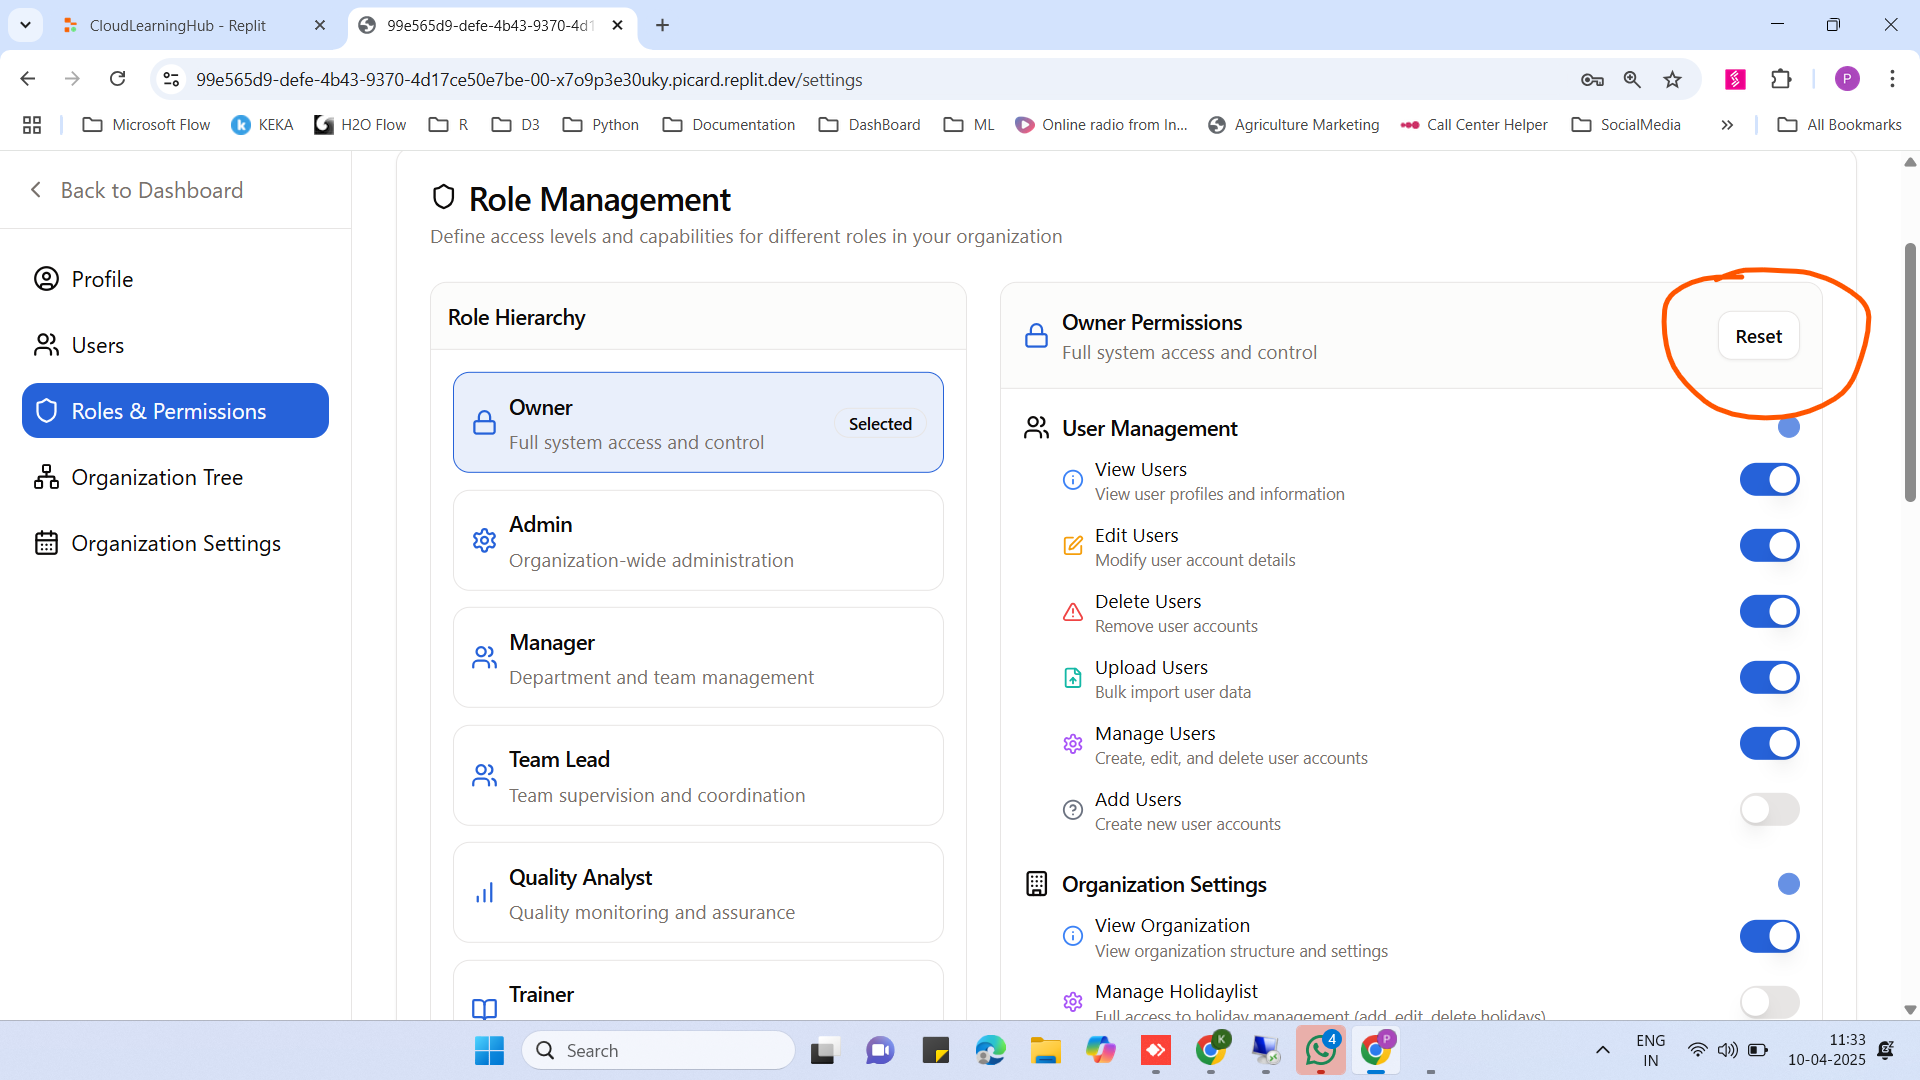 CloudLearningHub - Replit
99e565d9-defe-4b43-9370-4d1
99e565d9-defe-4b43-9370-4d17ce50e7be-00-x7o9p3e30uky.picard.replit.dev/settings
P
Microsoft Flow
KEKA
H2O Flow
R
D3
Python
Documentation
DashBoard
ML
Online radio from In...
Agriculture Marketing
Call Center Helper
SocialMedia
All Bookmarks
Back to Dashboard
Profile
Users
Roles & Permissions
Organization Tree
Organization Settings
Role Management
Define access levels and capabilities for different roles in your organization
Role Hierarchy
Owner
Full system access and control
Selected
Admin
Organization-wide administration
Manager
Department and team management
Team Lead
Team supervision and coordination
Quality Analyst
Quality monitoring and assurance
Trainer
Owner Permissions
Full system access and control
Reset
User Management
View Users
View user profiles and information
Edit Users
Modify user account details
Delete Users
Remove user accounts
Upload Users
Bulk import user data
Manage Users
Create, edit, and delete user accounts
Add Users
Create new user accounts
Organization Settings
View Organization
View organization structure and settings
Manage Holidaylist
Full access to holiday management (add, edit, delete holidays)
Search
K
4
P
ENG
IN
11:33
10-04-2025